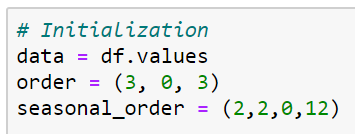 # Initialization
data = df.values
order = (3, 0, 3)
seasonal_order = (2,2,0,12)